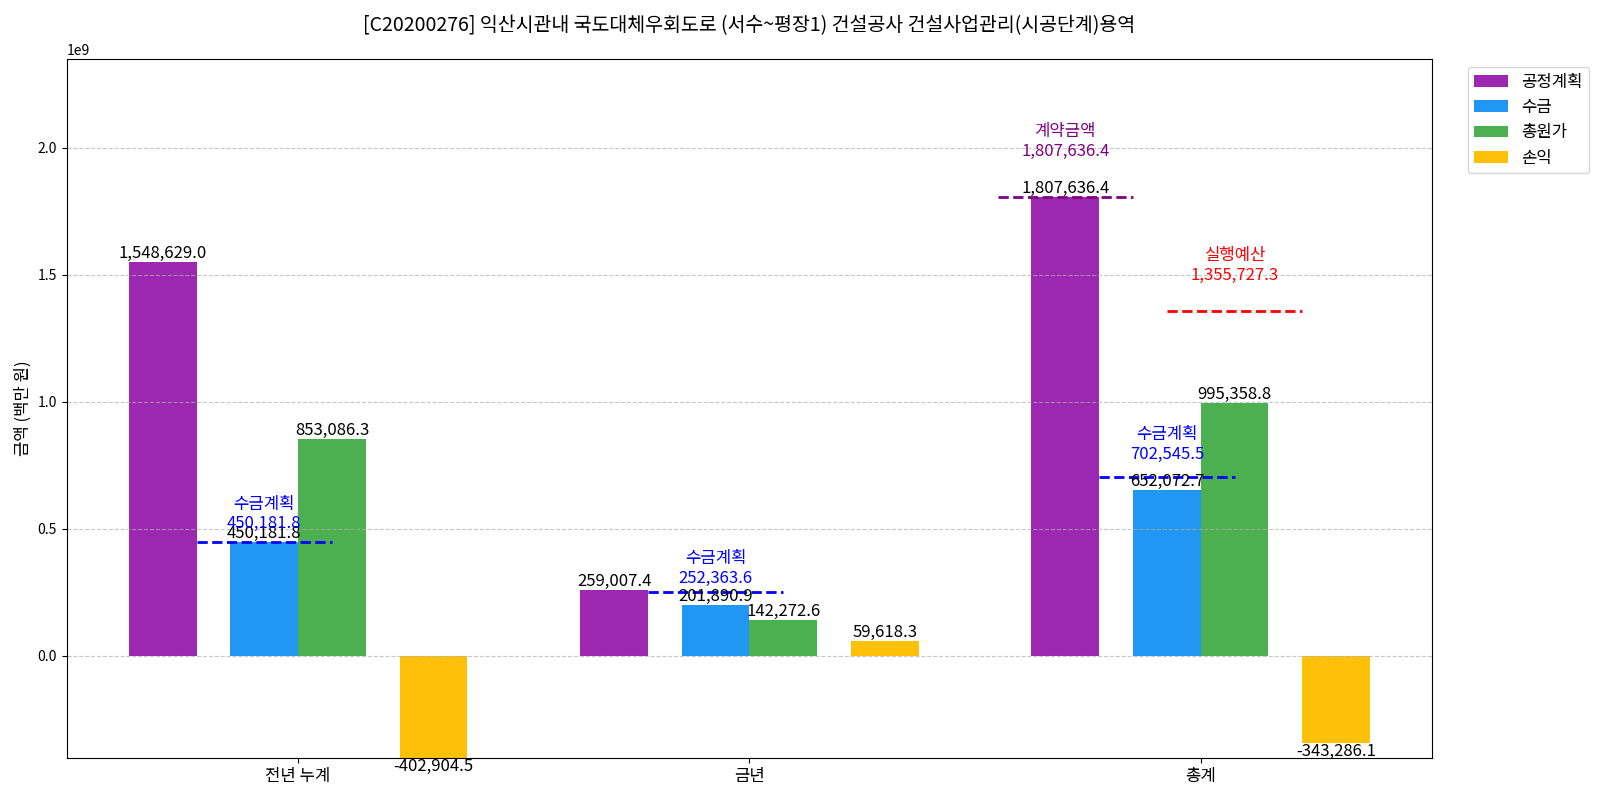 [C20200276] 익산시관내 국도대체우회도로 (서수~평장1) 건설공사 건설사업관리(시공단계)용역
1e9
금액 (백만 원)
2.0
1.5
1.0
0.5
0.0
1,548,629.0
수금계획
450,181.8
450,181.8
853,086.3
-402,904.5
259,007.4
수금계획
252,363.6
201,890.9
142,272.6
59,618.3
계약금액
1,807,636.4
1,807,636.4
실행예산
1,355,727.3
수금계획
702,545.5
652,072.7
995,358.8
-343,286.1
전년 누계
금년
총계
공정계획
수금
총원가
손익